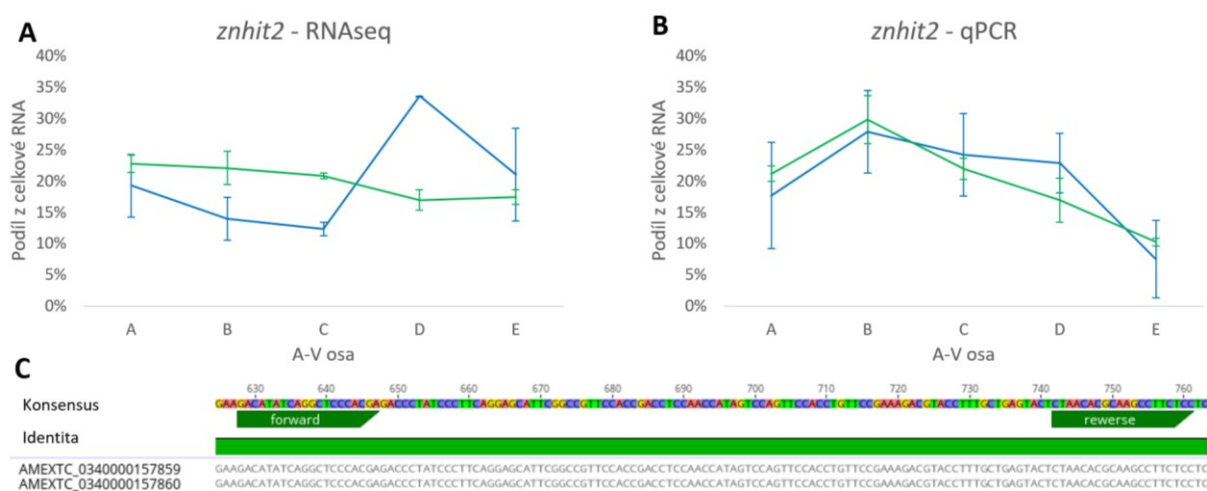 A
znhit2 - RNAseq
Podíl z celkové RNA
40%
35%
30%
25%
20%
15%
10%
5%
0%
A B C D E
A-V osa
B
znhit2 - qPCR
Podíl z celkové RNA
40%
35%
30%
25%
20%
15%
10%
5%
0%
A B C D E
A-V osa
C
630 640 650 660 670 680 690 700 710 720 730 740 750 760
Konsensus GAAGACATATCAGGCTCCCACGAGACCCTATCCCTTCAGGAGCATTCGGCCGTTCCACCGACCTCCAACCATAGTCCAGTTCCACCTGTTCCGAAAGACGTACCTTTGCTGAGTACTCTAACACGCAAGCCTTCTCCTC
forward rewerse
Identita
AMEXTC_0340000157859 GAAGACATATCAGGCTCCCACGAGACCCTATCCCTTCAGGAGCATTCGGCCGTTCCACCGACCTCCAACCATAGTCCAGTTCCACCTGTTCCGAAAGACGTACCTTTGCTGAGTACTCTAACACGCAAGCCTTCTCCTC
AMEXTC_0340000157860 GAAGACATATCAGGCTCCCACGAGACCCTATCCCTTCAGGAGCATTCGGCCGTTCCACCGACCTCCAACCATAGTCCAGTTCCACCTGTTCCGAAAGACGTACCTTTGCTGAGTACTCTAACACGCAAGCCTTCTCCTC